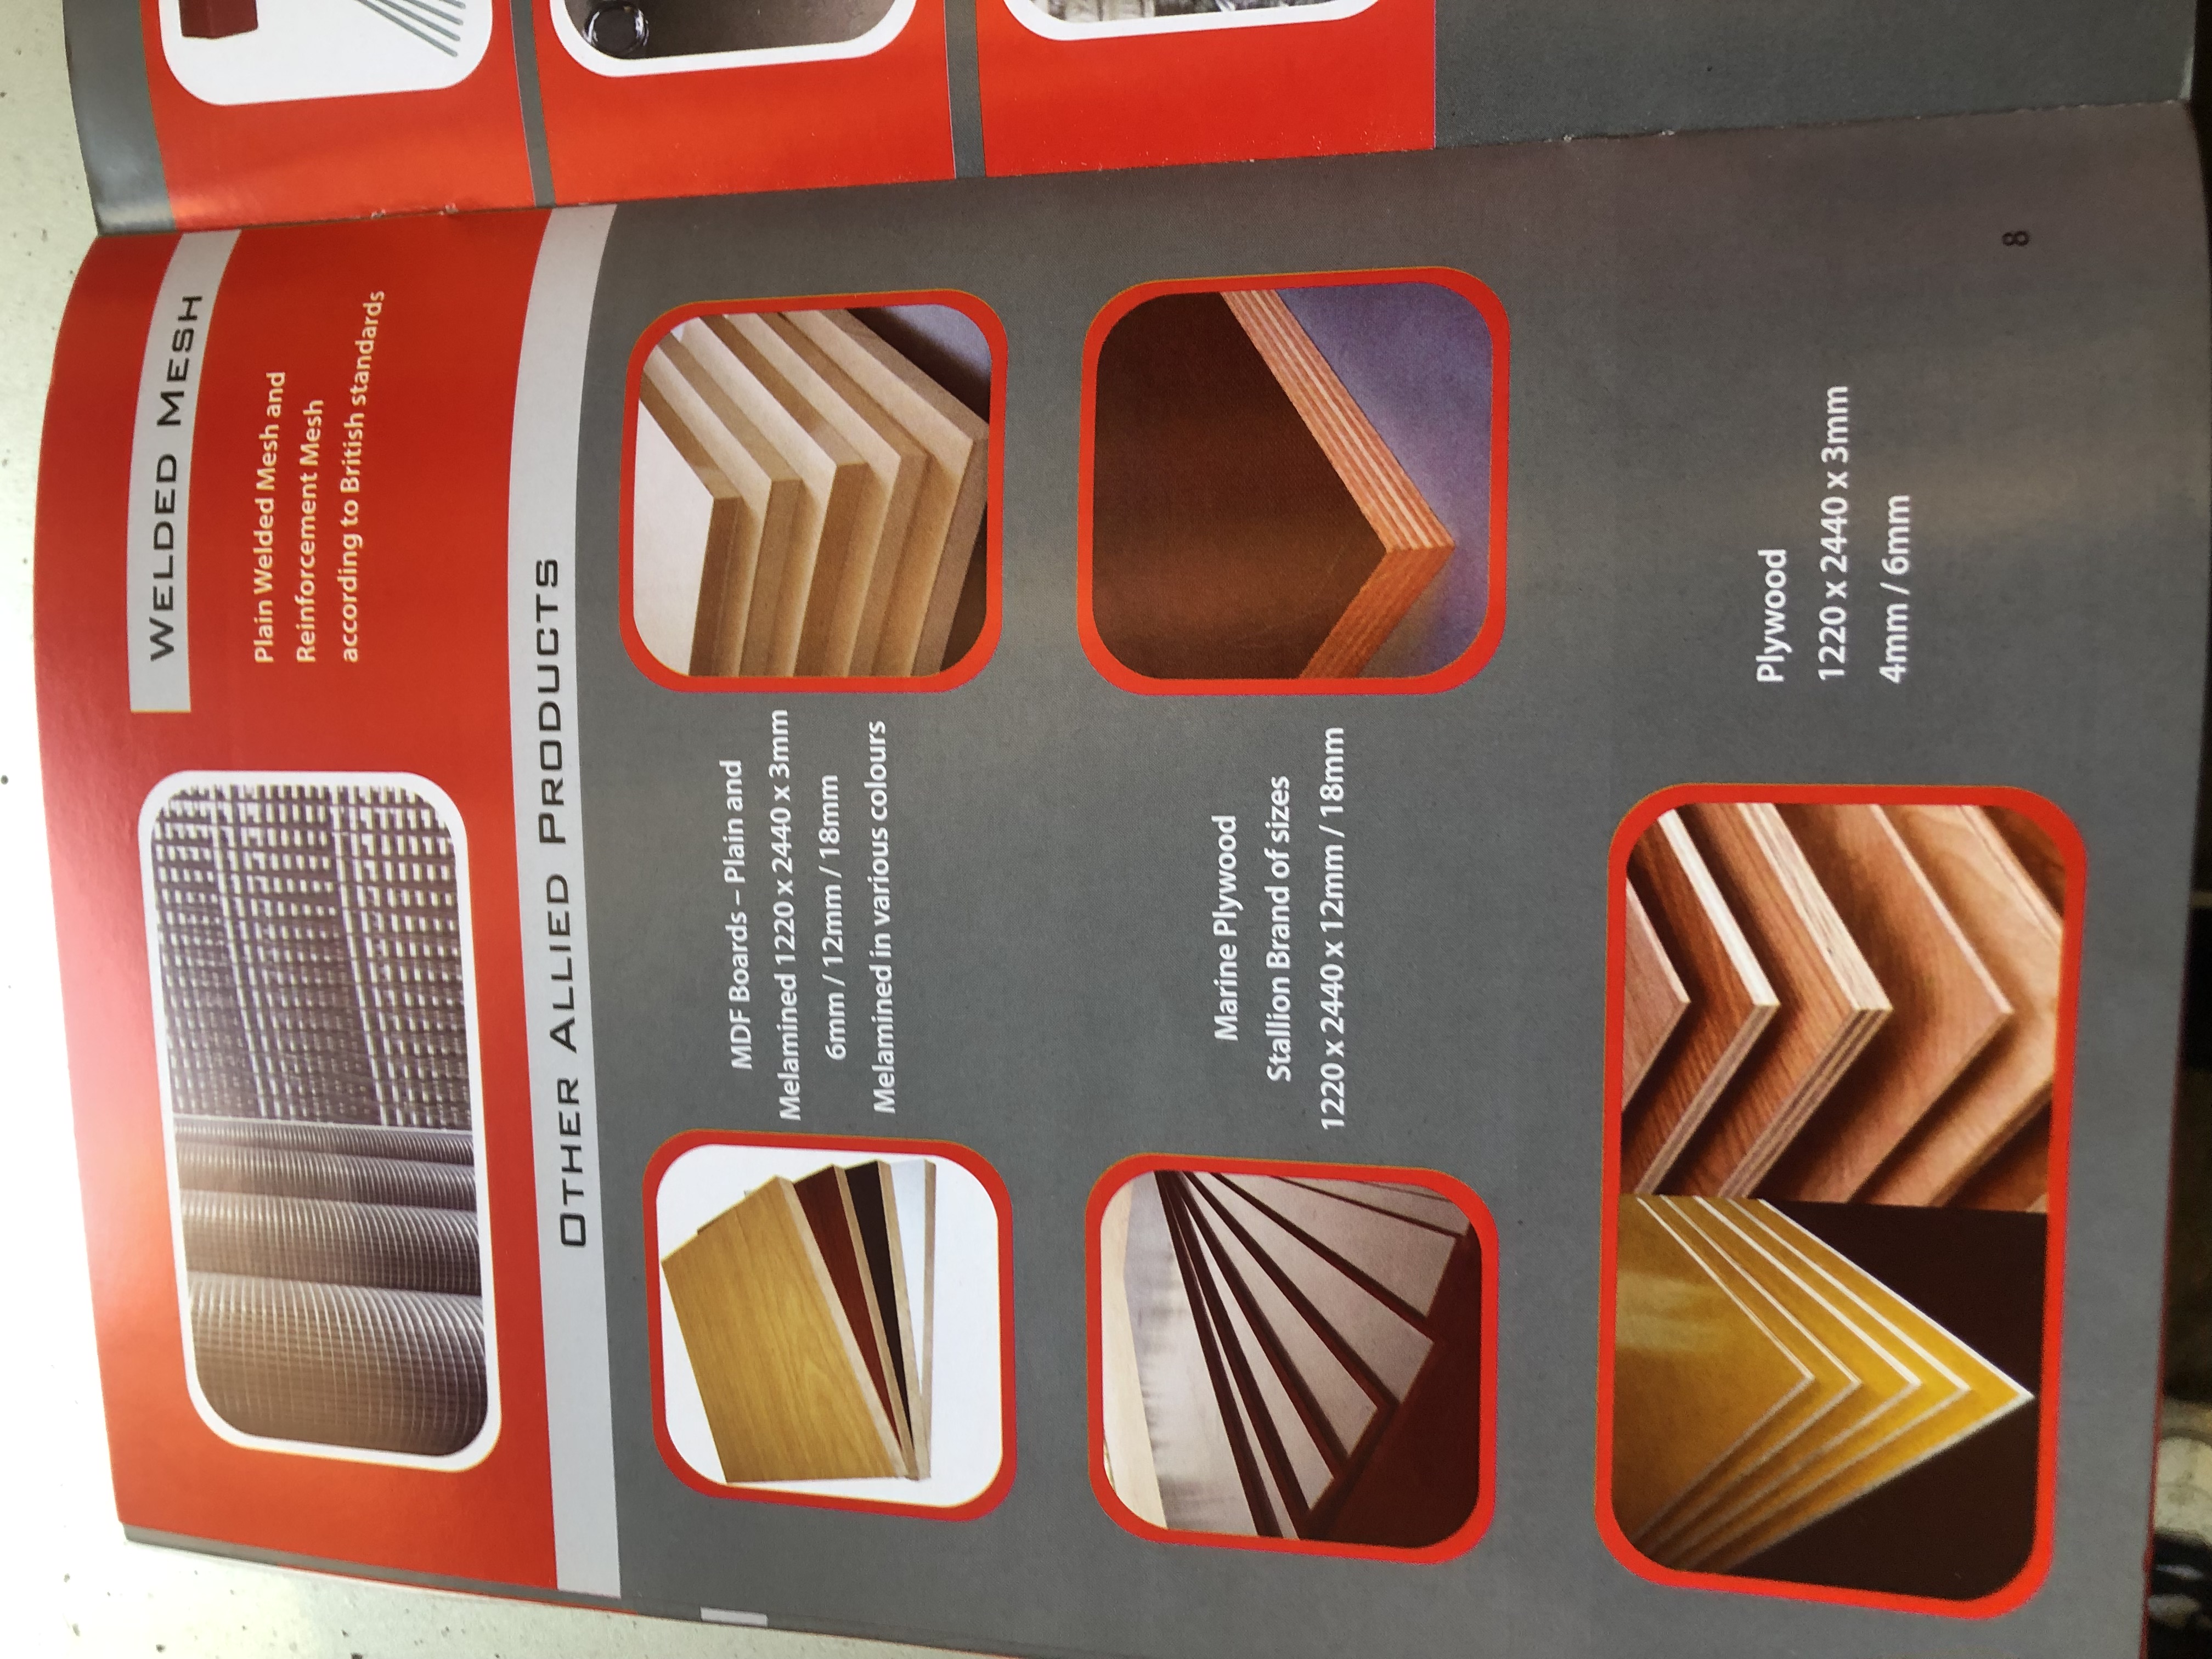 WELDED MESH
Plain Welded Mesh and
Reinforcement Mesh
according to British standards
OTHER ALLIED PRODUCTS
MDF Boards – Plain and
Melamined 1220 x 2440 x 3mm
6mm / 12mm / 18mm
Melamined in various colours
Marine Plywood
Stallion Brand of sizes
1220 x 2440 x 12mm / 18mm
Plywood
1220 x 2440 x 3mm
4mm / 6mm
8